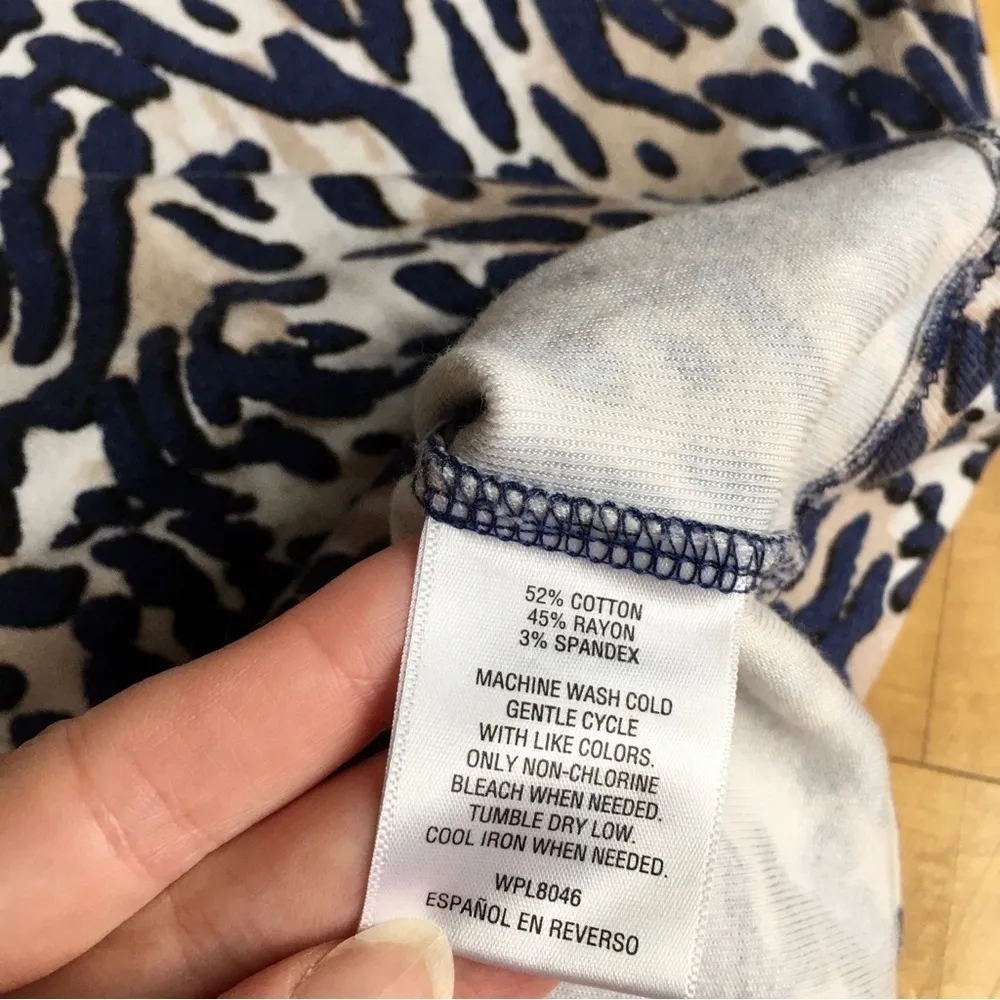 52% COTTON
45% RAYON
3% SPANDEX
MACHINE WASH COLD
GENTLE CYCLE
WITH LIKE COLORS.
ONLY NON-CHLORINE
BLEACH WHEN NEEDED.
TUMBLE DRY LOW.
COOL IRON WHEN NEEDED.
WPL8046
ESPAÑOL EN REVERSO